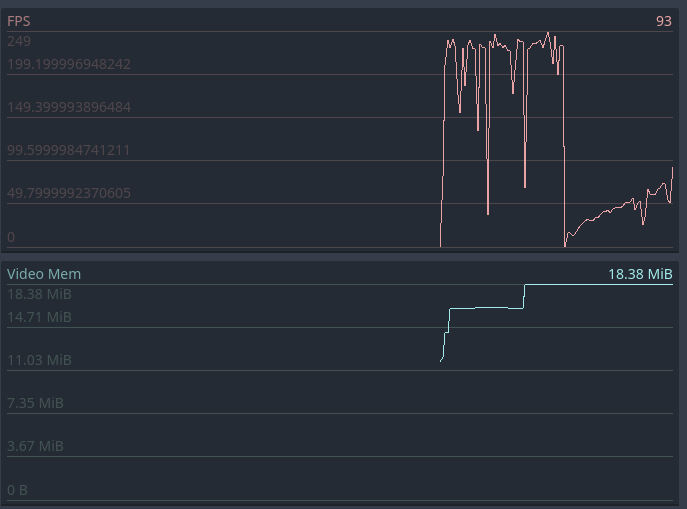 FPS 93
249
199.199996948242
149.399993896484
99.5999984741211
49.7999992370605
0
Video Mem 18.38 MiB
18.38 MiB
14.71 MiB
11.03 MiB
7.35 MiB
3.67 MiB
0 B